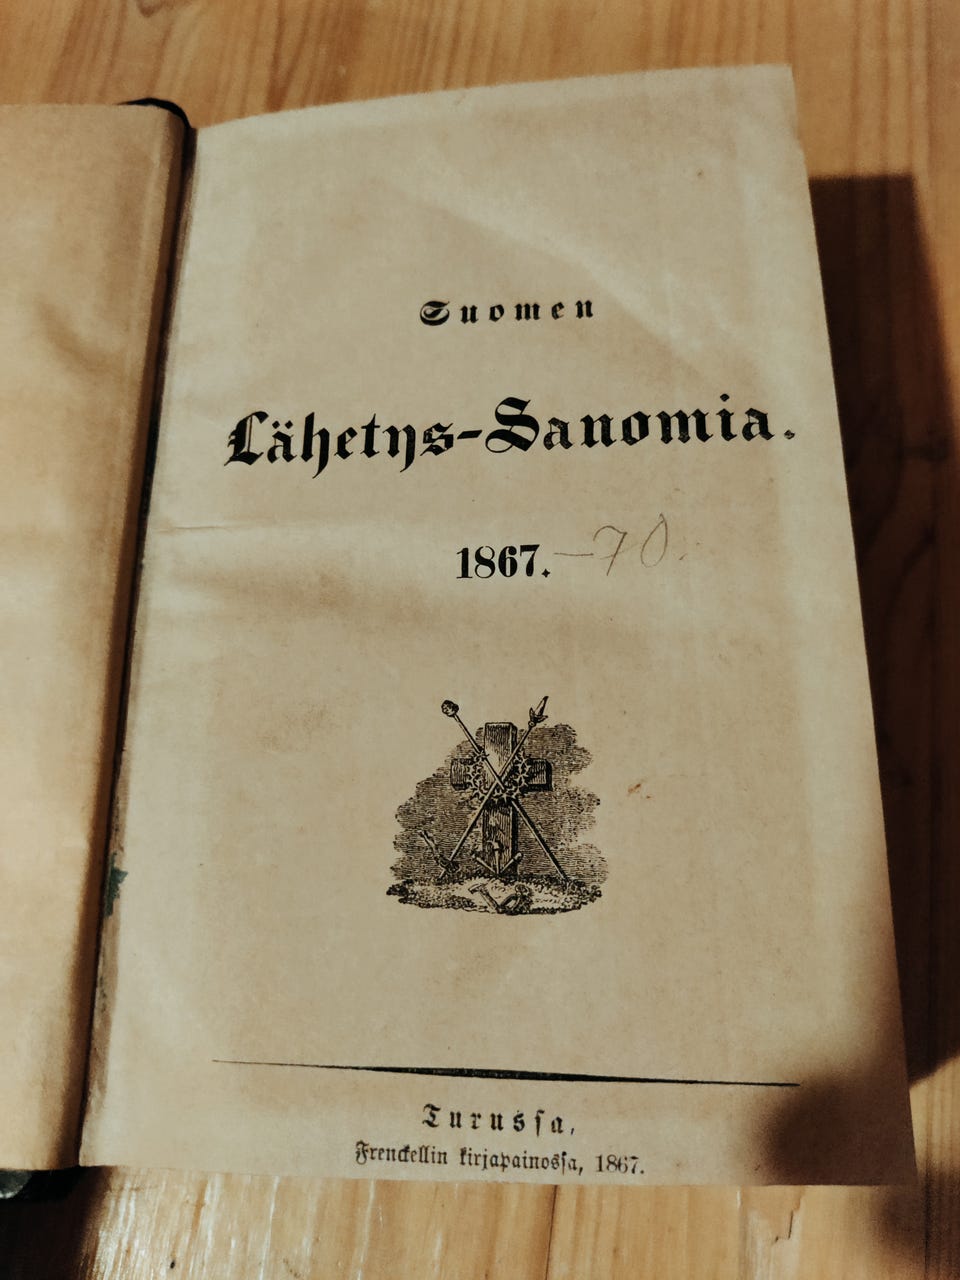 Suomen
Lähetys-Sanomia.
1867.—70.
Turussa,
Frenckellin kirjapainossa, 1867.